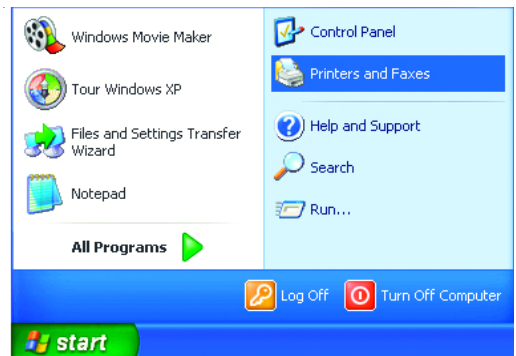 Windows Movie Maker
Tour Windows XP
Files and Settings Transfer
Wizard
Notepad
All Programs
Control Panel
Printers and Faxes
Help and Support
Search
Run...
Log Off
Turn Off Computer
start